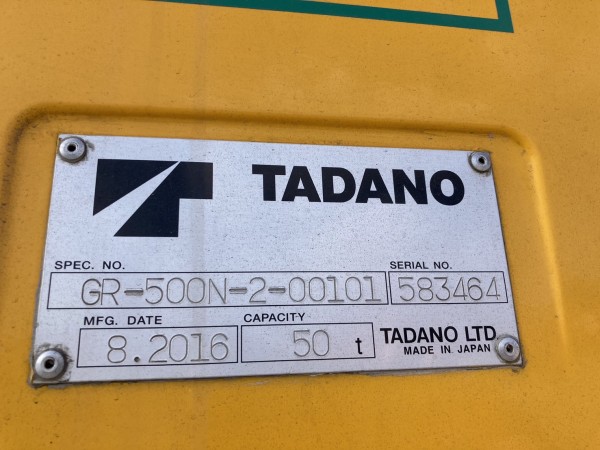 TADANO
SPEC. NO. SERIAL NO.
GR-500N-2-00101 583464
MFG. DATE CAPACITY
8.2016 50 t TADANO LTD
MADE IN JAPAN